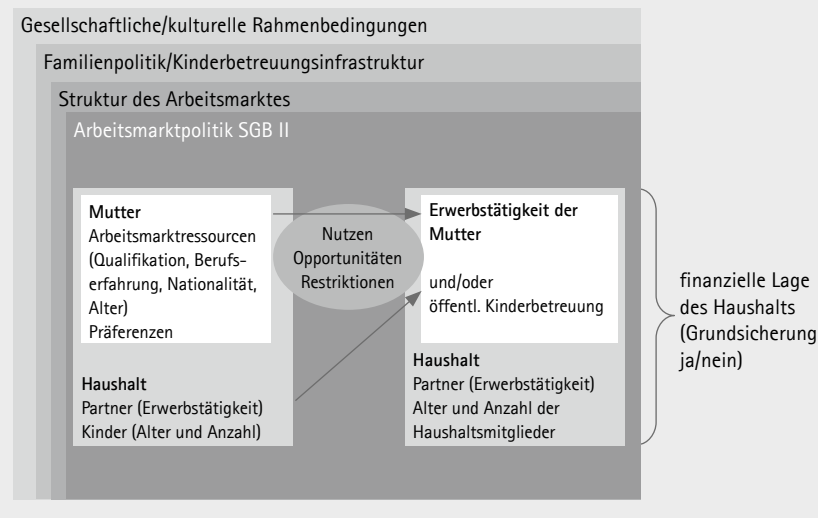 Gesellschaftliche/kulturelle Rahmenbedingungen
Familienpolitik/Kinderbetreuungsinfrastruktur
Struktur des Arbeitsmarktes
Arbeitsmarktpolitik SGB II
Mutter
Arbeitsmarktressourcen
(Qualifikation, Berufs-
erfahrung, Nationalität,
Alter)
Präferenzen
Haushalt
Partner (Erwerbstätigkeit)
Kinder (Alter und Anzahl)
Nutzen
Opportunitäten
Restriktionen
Erwerbstätigkeit der
Mutter
und/oder
öffentl. Kinderbetreuung
Haushalt
Partner (Erwerbstätigkeit)
Alter und Anzahl der
Haushaltsmitglieder
finanzielle Lage
des Haushalts
(Grundsicherung
ja/nein)